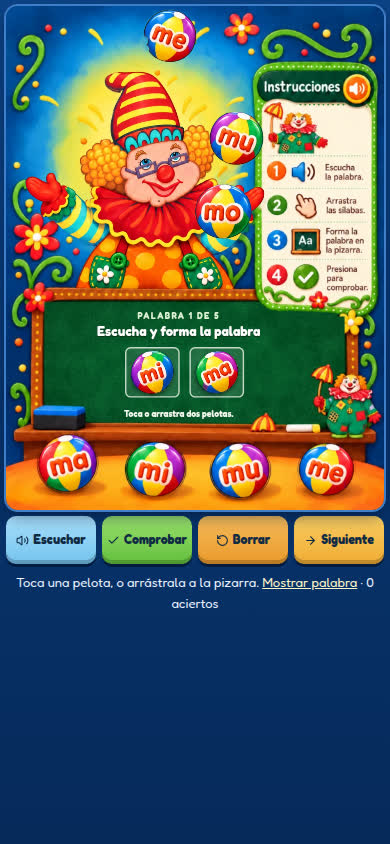 me
mu
mo
Instrucciones
1 Escucha
la palabra.
2 Arrastra
las sílabas.
3 Aa Forma la
palabra en
la pizarra.
4 Presiona
para
comprobar.
PALABRA 1 DE 5
Escucha y forma la palabra
mi ma
Toca o arrastra dos pelotas.
ma mi mu me
Escuchar Comprobar Borrar Siguiente
Toca una pelota, o arrástrala a la pizarra. Mostrar palabra · 0
aciertos